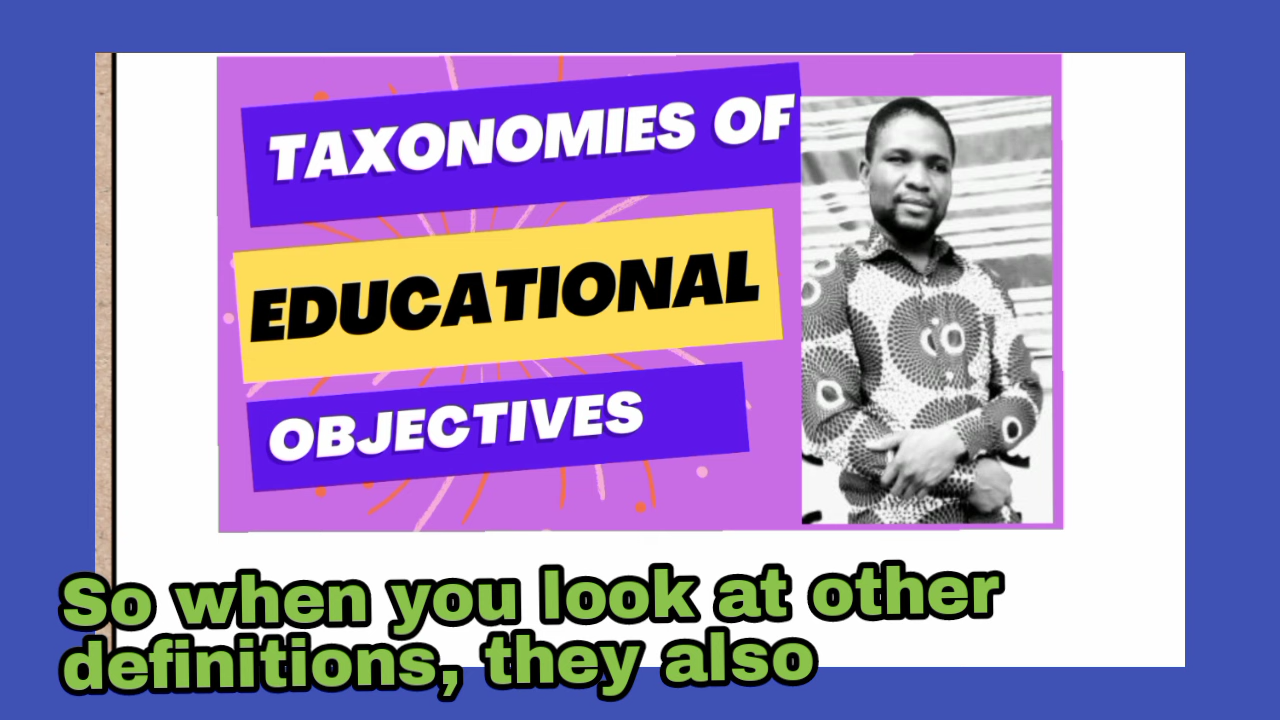 TAXONOMIES OF
EDUCATIONAL
OBJECTIVES
So when you look at other
definitions, they also